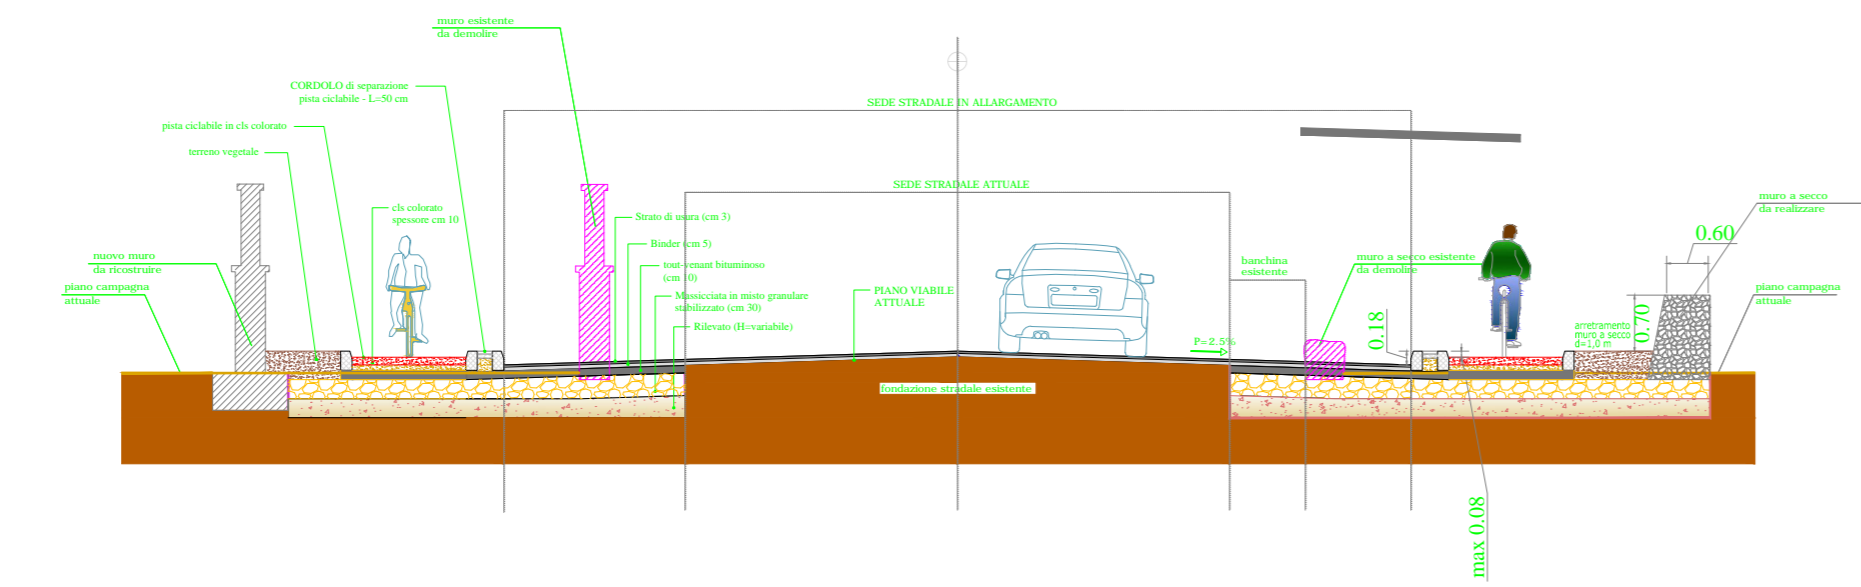 muro esistente
da demolire
CORDOLO di separazione
pista ciclabile - L=50 cm
SEDE STRADALE IN ALLARGAMENTO
pista ciclabile in cls colorato
terreno vegetale
SEDE STRADALE ATTUALE
muro a secco
da realizzare
cls colorato
spessore cm 10
Strato di usura (cm 3)
0.60
Binder (cm 5)
nuovo muro
da ricostruire
tout-venant bituminoso
(cm 10)
banchina
esistente
muro a secco esistente
da demolire
piano campagna
attuale
Massicciata in misto granulare
stabilizzato (cm 30)
PIANO VIABILE
ATTUALE
piano campagna
attuale
Rilevato (H=variabile)
P=2.5%
0.18
arretramento
muro a secco
d=1,0 m
0.70
fondazione stradale esistente
max 0.08